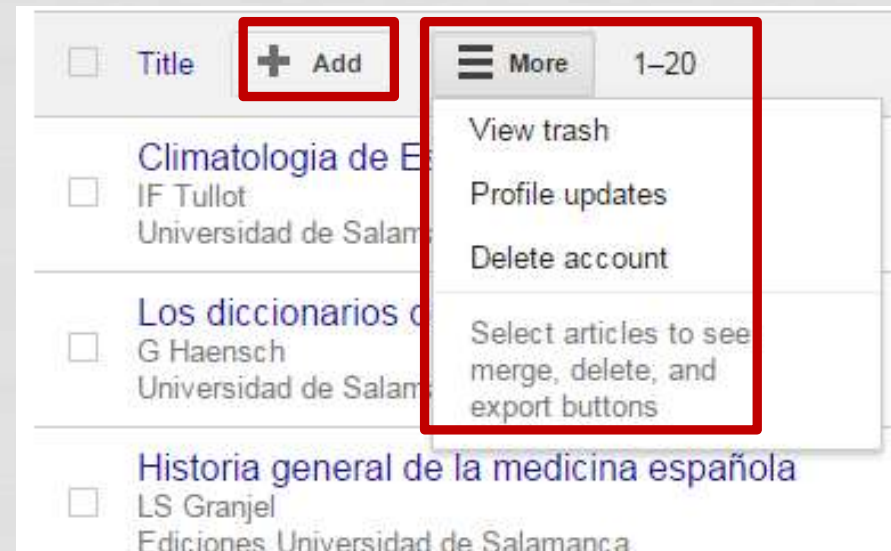 Title + Add More 1–20
View trash
Profile updates
Delete account
Select articles to see
merge, delete, and
export buttons
Climatologia de E
IF Tullot
Universidad de Salam
Los diccionarios
G Haensch
Universidad de Salam
Historia general de la medicina española
LS Granjel
Ediciones Universidad de Salamanca